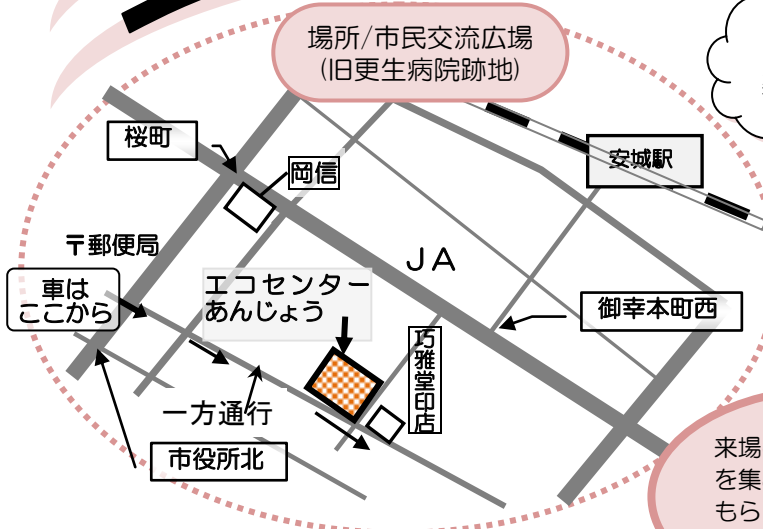 場所/市民交流広場
(旧更生病院跡地)
桜町
岡信
安城駅
〒郵便局
JA
車は
ここから
エコセンター
あんじょう
御幸本町西
巧雅堂印店
一方通行
市役所北
来場
を集
もら